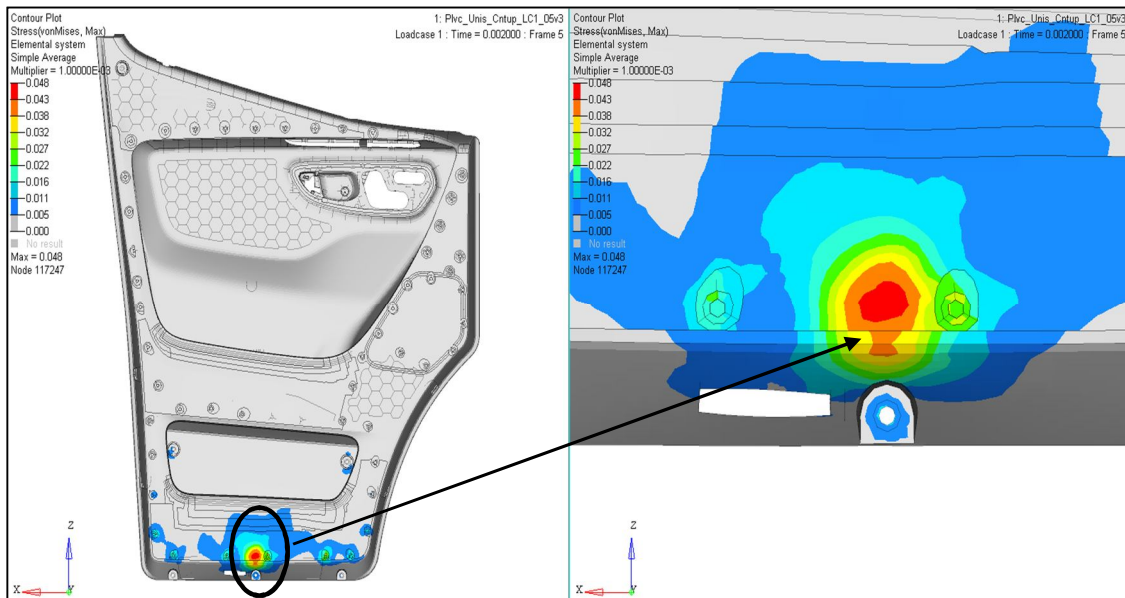 Contour Plot
Stress(vonMises, Max)
Elemental system
Simple Average
Multiplier = 1.00000E-03
0.048
0.043
0.038
0.032
0.027
0.022
0.016
0.011
0.005
0.000
No result
Max = 0.048
Node 117247
1: Plvc_Unis_Cntup_LC1_05v3
Loadcase 1 : Time = 0.002000 : Frame 5
Z
X
Y
Contour Plot
Stress(vonMises, Max)
Elemental system
Simple Average
Multiplier = 1.00000E-03
0.048
0.043
0.038
0.032
0.027
0.022
0.016
0.011
0.005
0.000
No result
Max = 0.048
Node 117247
1: Plvc_Unis_Cntup_LC1_05v3
Loadcase 1 : Time = 0.002000 : Frame 5
Z
X
Y